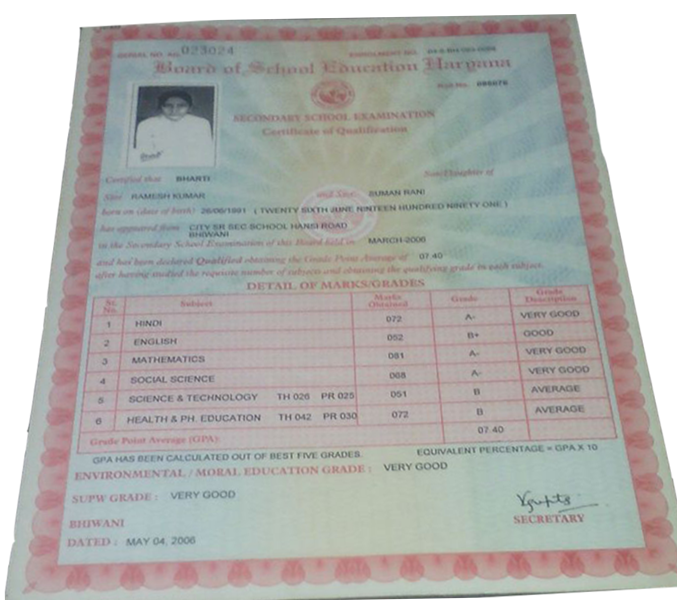 SERIAL NO. AG 023024
ENROLMENT NO.
Board of School Education Haryana
Roll No.
SECONDARY SCHOOL EXAMINATION
Certificate of Qualification
Certified that BHARTI Son/Daughter of
Shri RAMESH KUMAR and Smt. SUMAN RANI
born on (date of birth) 26/06/1991 ( TWENTY SIXTH JUNE NINTEEN HUNDRED NINETY ONE )
has appeared from CITY SR SEC SCHOOL HANSI ROAD
BHIWANI
in the Secondary School Examination of this Board held in MARCH-2006
and has been declared Qualified obtaining the Grade Point Average of 07.40
after having studied the requisite number of subjects and obtaining the qualifying grade in each subject.
DETAIL OF MARKS/GRADES
Sr. No. Subject Marks Obtained Grade Grade Description
1 HINDI 072 A- VERY GOOD
2 ENGLISH 052 B+ GOOD
3 MATHEMATICS 081 A- VERY GOOD
4 SOCIAL SCIENCE 068 A- VERY GOOD
5 SCIENCE & TECHNOLOGY TH 026 PR 025 051 B AVERAGE
6 HEALTH & PH. EDUCATION TH 042 PR 030 072 B AVERAGE
Grade Point Average (GPA) 07.40
GPA HAS BEEN CALCULATED OUT OF BEST FIVE GRADES. EQUIVALENT PERCENTAGE = GPA X 10
ENVIRONMENTAL / MORAL EDUCATION GRADE : VERY GOOD
SUPW GRADE : VERY GOOD
BHIWANI
SECRETARY
DATED : MAY 04, 2006